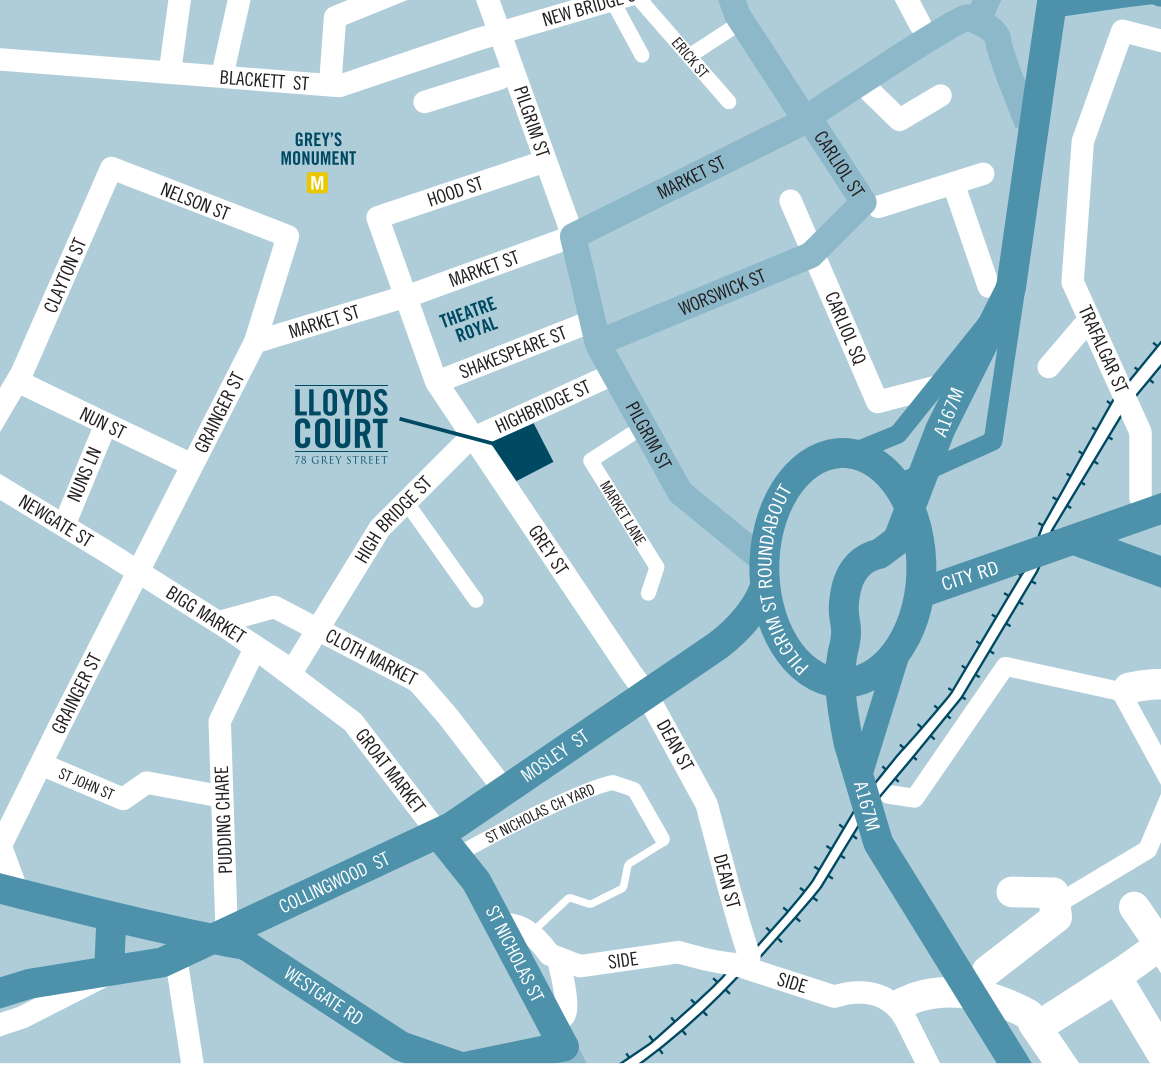 NEW BRIDGE S
ERICK ST
BLACKETT ST
PILGRIM ST
GREY'S
MONUMENT
M
CARLIOL ST
MARKET ST
NELSON ST
HOOD ST
CLAYTON ST
MARKET ST
THEATRE
ROYAL
WORSWICK ST
MARKET ST
CARLIOL SQ
TRAFALGAR ST
SHAKESPEARE ST
LLOYDS
COURT
78 GREY STREET
HIGHBRIDGE ST
GRAINGER ST
NUN ST
NUNS LN
PILGRIM ST
A167M
NEWGATE ST
HIGH BRIDGE ST
MARKET LANE
GREY ST
PILGRIM ST ROUNDABOUT
CITY RD
BIGG MARKET
CLOTH MARKET
GRAINGER ST
GROAT MARKET
MOSLEY ST
DEAN ST
ST JOHN ST
PUDDING CHARE
ST NICHOLAS CH YARD
A167M
COLLINGWOOD ST
DEAN ST
ST NICHOLAS ST
SIDE
SIDE
WESTGATE RD